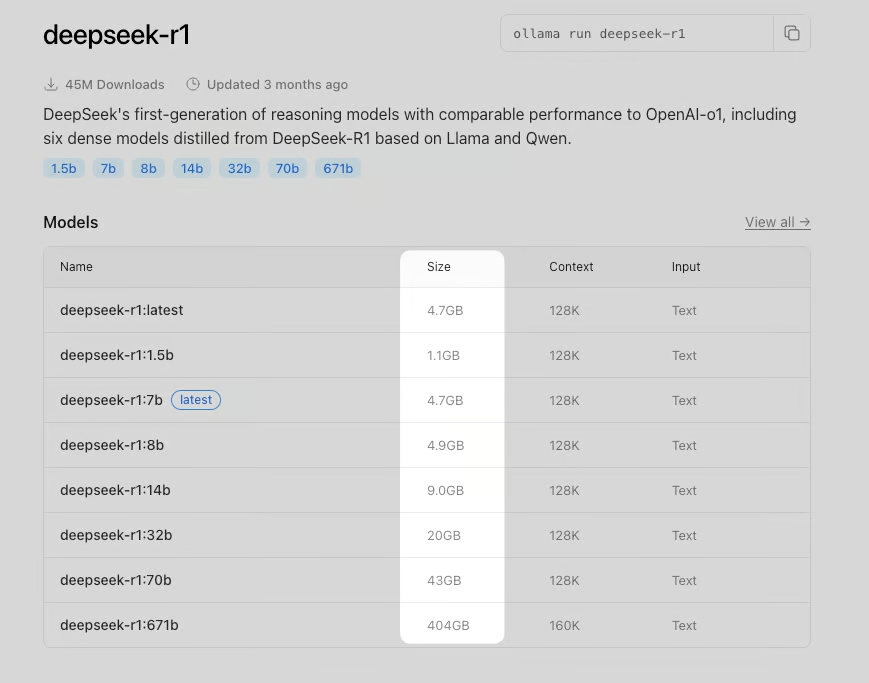 deepseek-r1
ollama run deepseek-r1
45M Downloads Updated 3 months ago
DeepSeek's first-generation of reasoning models with comparable performance to OpenAI-o1, including
six dense models distilled from DeepSeek-R1 based on Llama and Qwen.
1.5b 7b 8b 14b 32b 70b 671b
Models View all →
Name Size Context Input
deepseek-r1:latest 4.7GB 128K Text
deepseek-r1:1.5b 1.1GB 128K Text
deepseek-r1:7b latest 4.7GB 128K Text
deepseek-r1:8b 4.9GB 128K Text
deepseek-r1:14b 9.0GB 128K Text
deepseek-r1:32b 20GB 128K Text
deepseek-r1:70b 43GB 128K Text
deepseek-r1:671b 404GB 160K Text